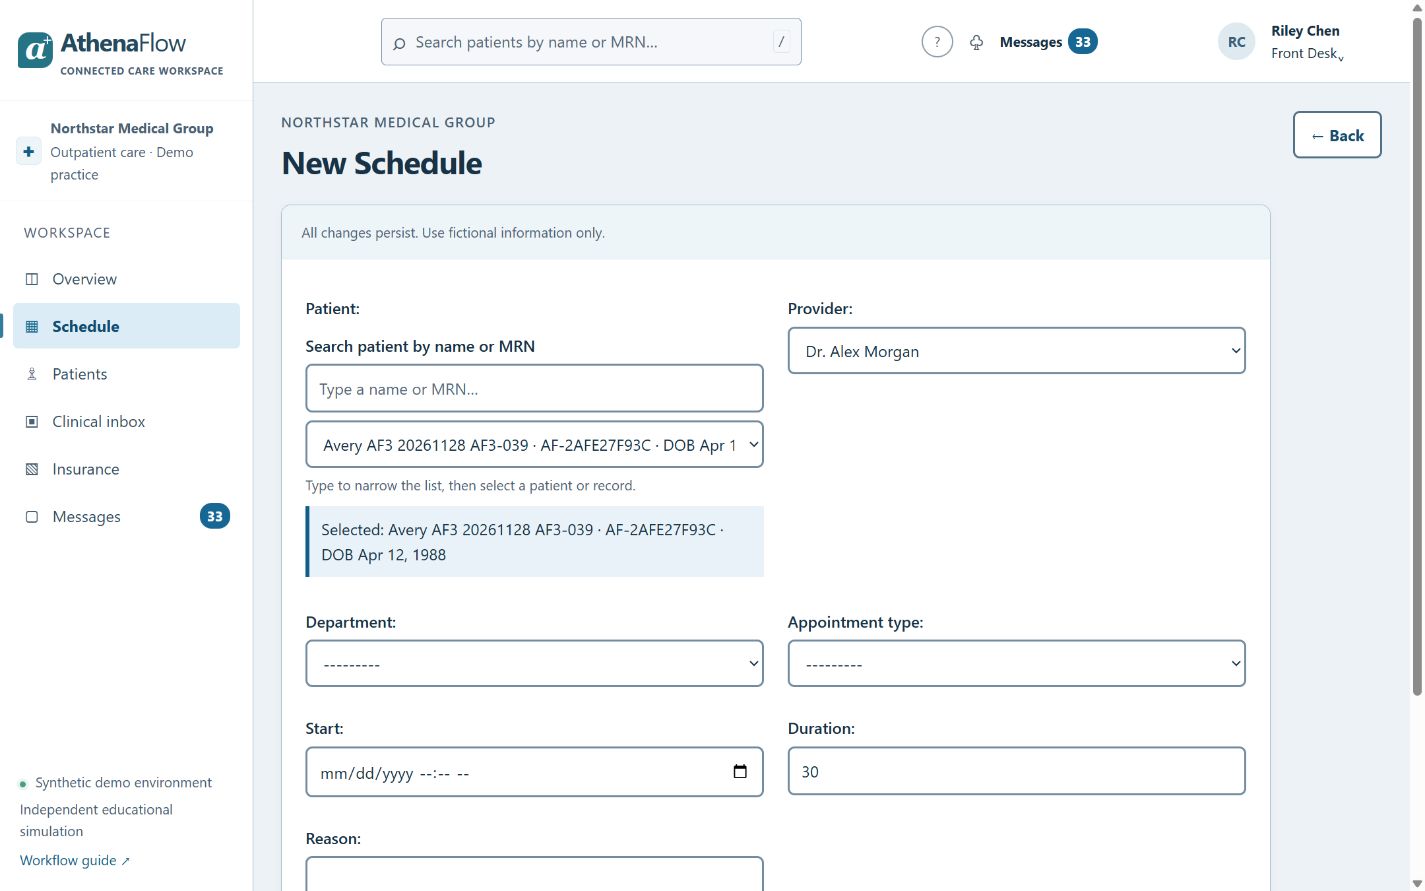 AthenaFlow
CONNECTED CARE WORKSPACE
Search patients by name or MRN...
/
?
Messages 33
RC
Riley Chen
Front Desk
Northstar Medical Group
Outpatient care · Demo
practice
WORKSPACE
Overview
Schedule
Patients
Clinical inbox
Insurance
Messages 33
Synthetic demo environment
Independent educational
simulation
Workflow guide ↗
NORTHSTAR MEDICAL GROUP
New Schedule
← Back
All changes persist. Use fictional information only.
Patient:
Search patient by name or MRN
Type a name or MRN...
Avery AF3 20261128 AF3-039 · AF-2AFE27F93C · DOB Apr 1
Type to narrow the list, then select a patient or record.
Selected: Avery AF3 20261128 AF3-039 · AF-2AFE27F93C ·
DOB Apr 12, 1988
Provider:
Dr. Alex Morgan
Department:
---------
Appointment type:
---------
Start:
mm/dd/yyyy --:-- --
Duration:
30
Reason: